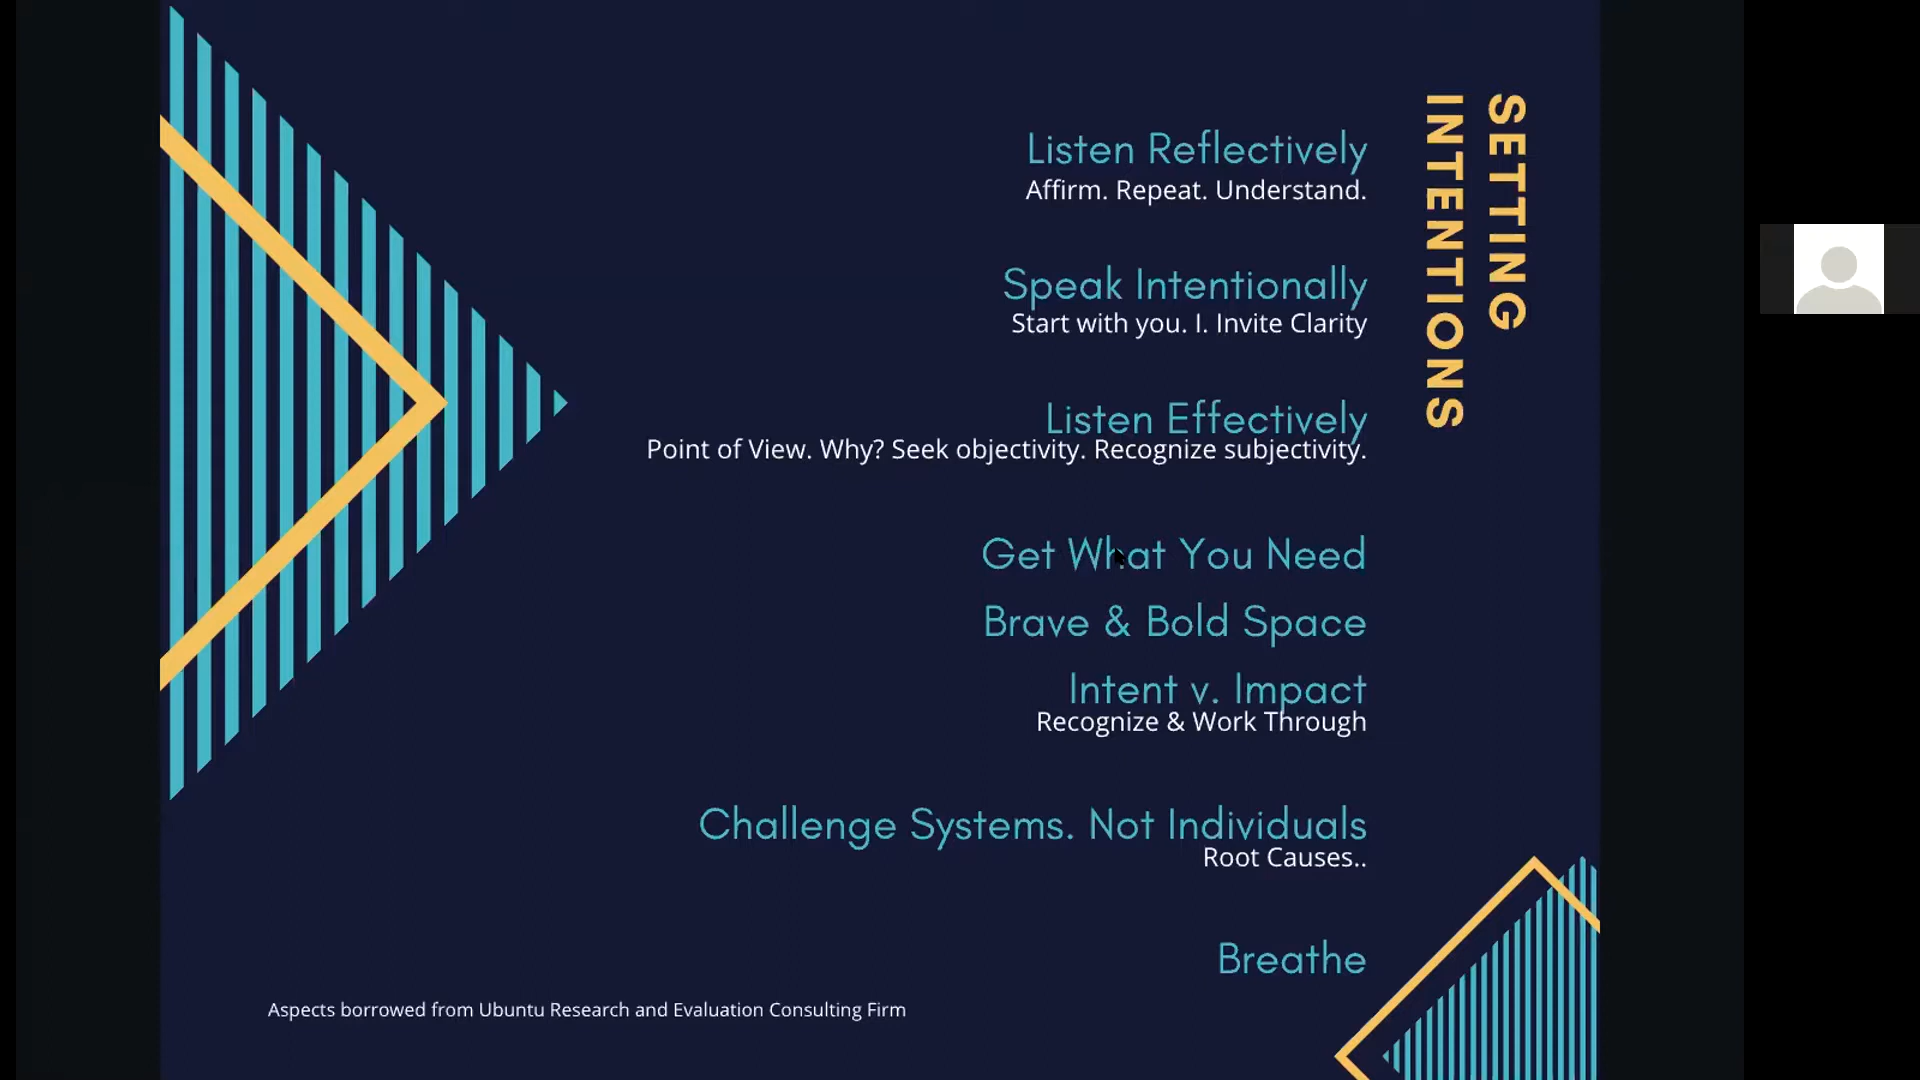 SETTING
INTENTIONS
Listen Reflectively
Affirm. Repeat. Understand.
Speak Intentionally
Start with you. I. Invite Clarity
Listen Effectively
Point of View. Why? Seek objectivity. Recognize subjectivity.
Get What You Need
Brave & Bold Space
Intent v. Impact
Recognize & Work Through
Challenge Systems. Not Individuals
Root Causes..
Breathe
Aspects borrowed from Ubuntu Research and Evaluation Consulting Firm